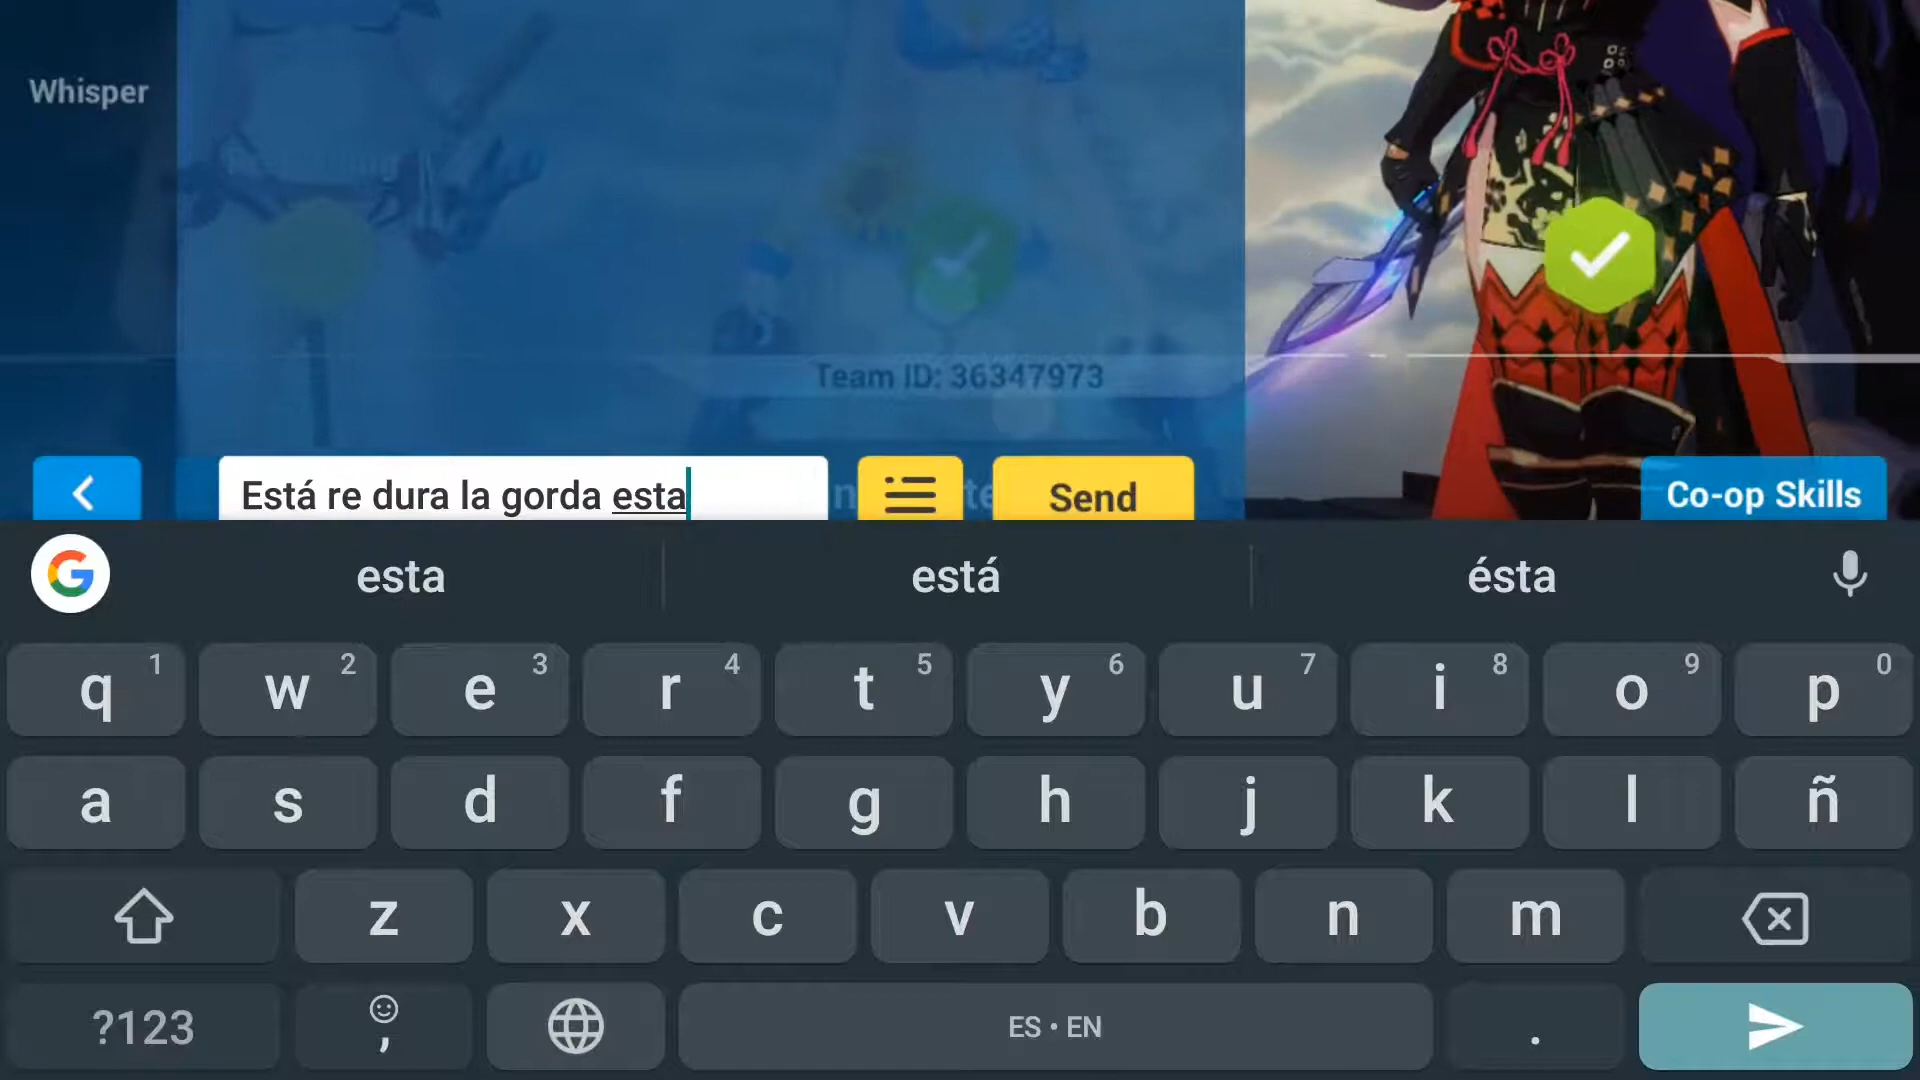 Whisper
Team ID: 36347973
Está re dura la gorda esta
Send
Co-op Skills
esta está ésta
q 1 w 2 e 3 r 4 t 5 y 6 u 7 i 8 o 9 p 0
a s d f g h j k l ñ
z x c v b n m
?123 , ES • EN .